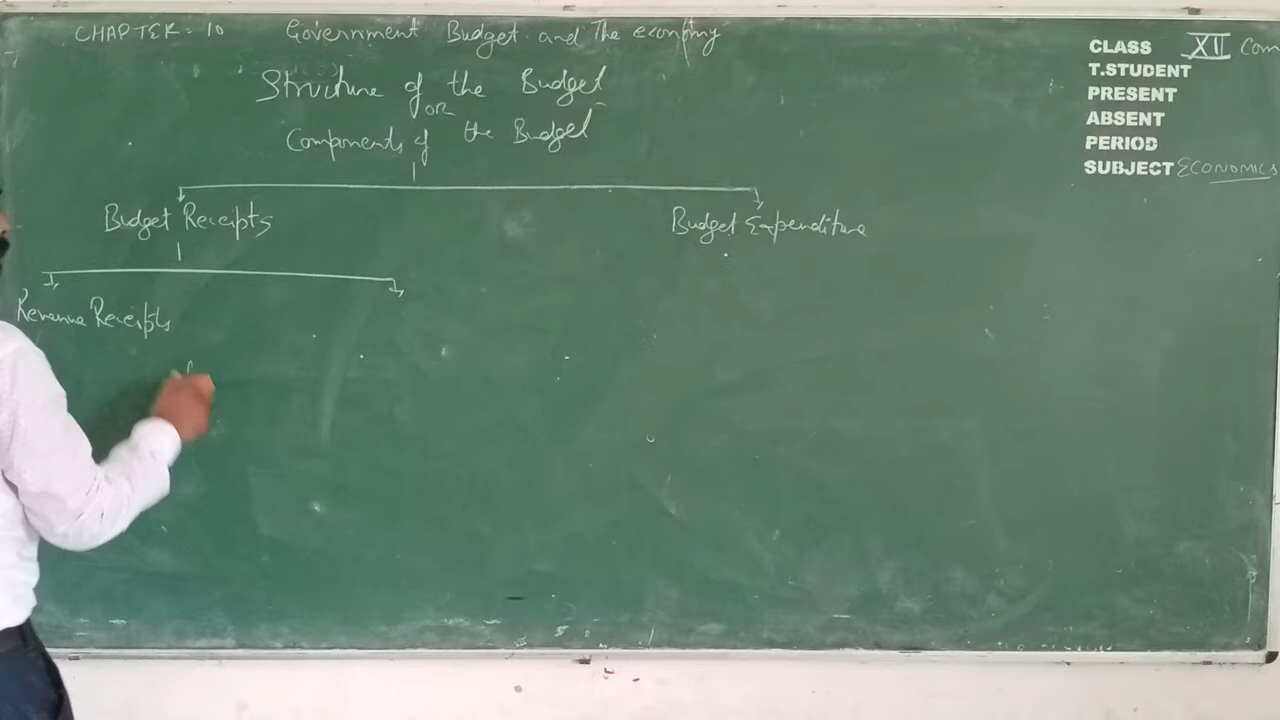 CHAPTER: 10 Government Budget and The economy
Structure of the Budget
OR
Components of the Budget
Budget Receipts
Budget Expenditure
Revenue Receipts
CLASS XII Com
T.STUDENT
PRESENT
ABSENT
PERIOD
SUBJECT ECONOMICS